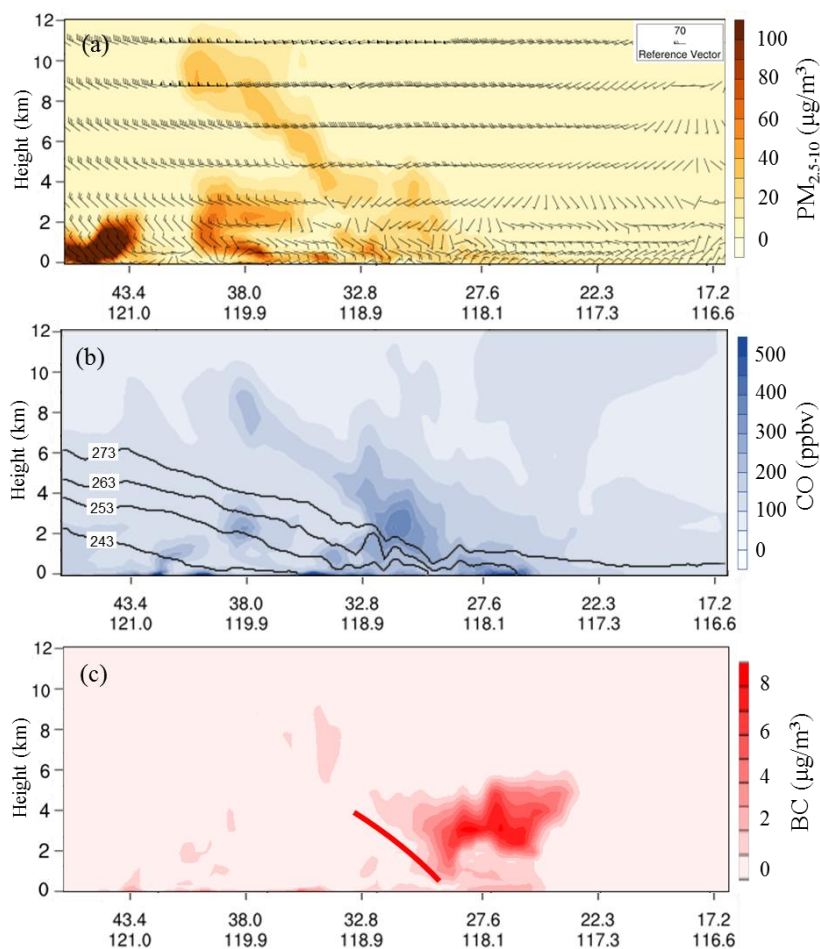 (a)
70
Reference Vector
12
10
8
6
4
2
0
Height (km)
100
80
60
40
20
0
PM2.5-10 (µg/m³)
43.4 38.0 32.8 27.6 22.3 17.2
121.0 119.9 118.9 118.1 117.3 116.6
(b)
12
10
8
6
4
2
0
Height (km)
273
263
253
243
500
400
300
200
100
0
CO (ppbv)
43.4 38.0 32.8 27.6 22.3 17.2
121.0 119.9 118.9 118.1 117.3 116.6
(c)
12
10
8
6
4
2
0
Height (km)
8
6
4
2
0
BC (µg/m³)
43.4 38.0 32.8 27.6 22.3 17.2
121.0 119.9 118.9 118.1 117.3 116.6